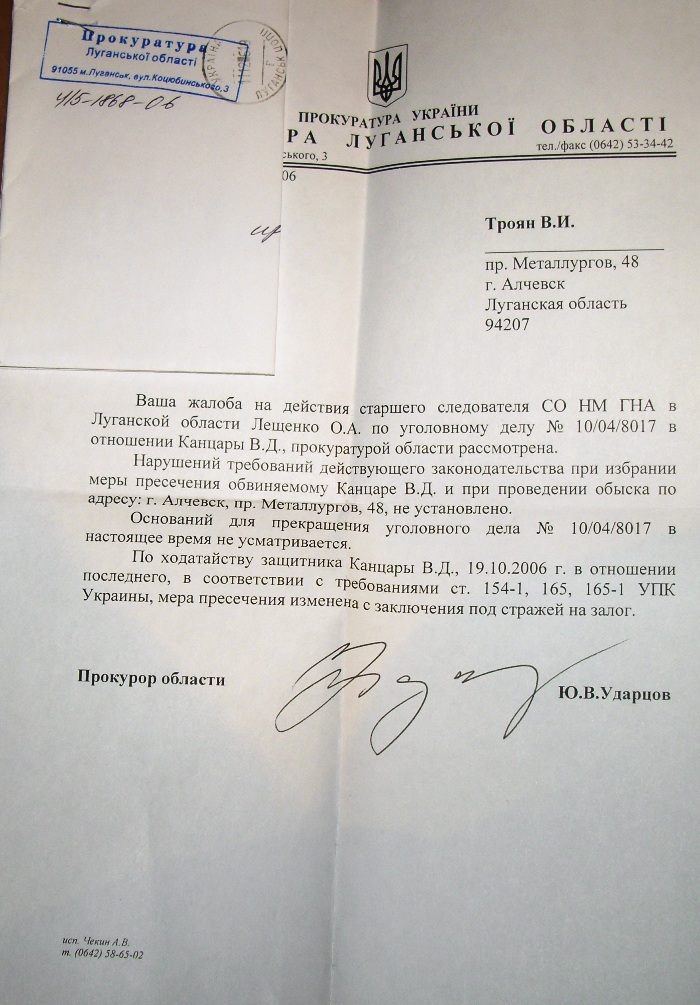 Прокуратура
Луганської області
91055 м.Луганськ, вул.Коцюбинського,3
УКРАЇНА
ЛУГАНСЬК
ПРОКУРАТУРА УКРАЇНИ
РА ЛУГАНСЬКОЇ ОБЛАСТІ
ського, 3
тел./факс (0642) 53-34-42
06
Троян В.И.
пр. Металлургов, 48
г. Алчевск
Луганская область
94207
Ваша жалоба на действия старшего следователя СО НМ ГНА в
Луганской области Лещенко О.А. по уголовному делу № 10/04/8017 в
отношении Канцары В.Д., прокуратурой области рассмотрена.
Нарушений требований действующего законодательства при избрании
меры пресечения обвиняемому Канцаре В.Д. и при проведении обыска по
адресу: г. Алчевск, пр. Металлургов, 48, не установлено.
Оснований для прекращения уголовного дела № 10/04/8017 в
настоящее время не усматривается.
По ходатайству защитника Канцары В.Д., 19.10.2006 г. в отношении
последнего, в соответствии с требованиями ст. 154-1, 165, 165-1 УПК
Украины, мера пресечения изменена с заключения под стражей на залог.
Прокурор области
Ю.В.Ударцов
исп. Чекин А.В.
т. (0642) 58-65-02